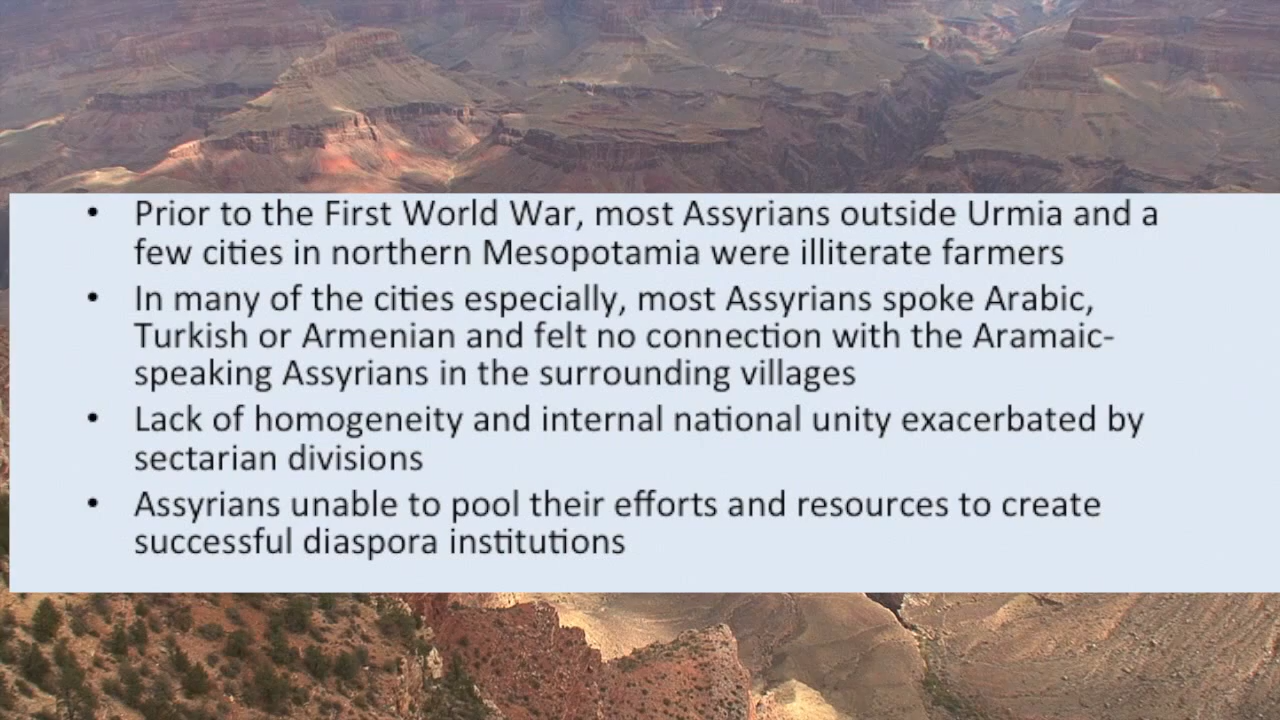 • Prior to the First World War, most Assyrians outside Urmia and a
few cities in northern Mesopotamia were illiterate farmers
• In many of the cities especially, most Assyrians spoke Arabic,
Turkish or Armenian and felt no connection with the Aramaic-
speaking Assyrians in the surrounding villages
• Lack of homogeneity and internal national unity exacerbated by
sectarian divisions
• Assyrians unable to pool their efforts and resources to create
successful diaspora institutions